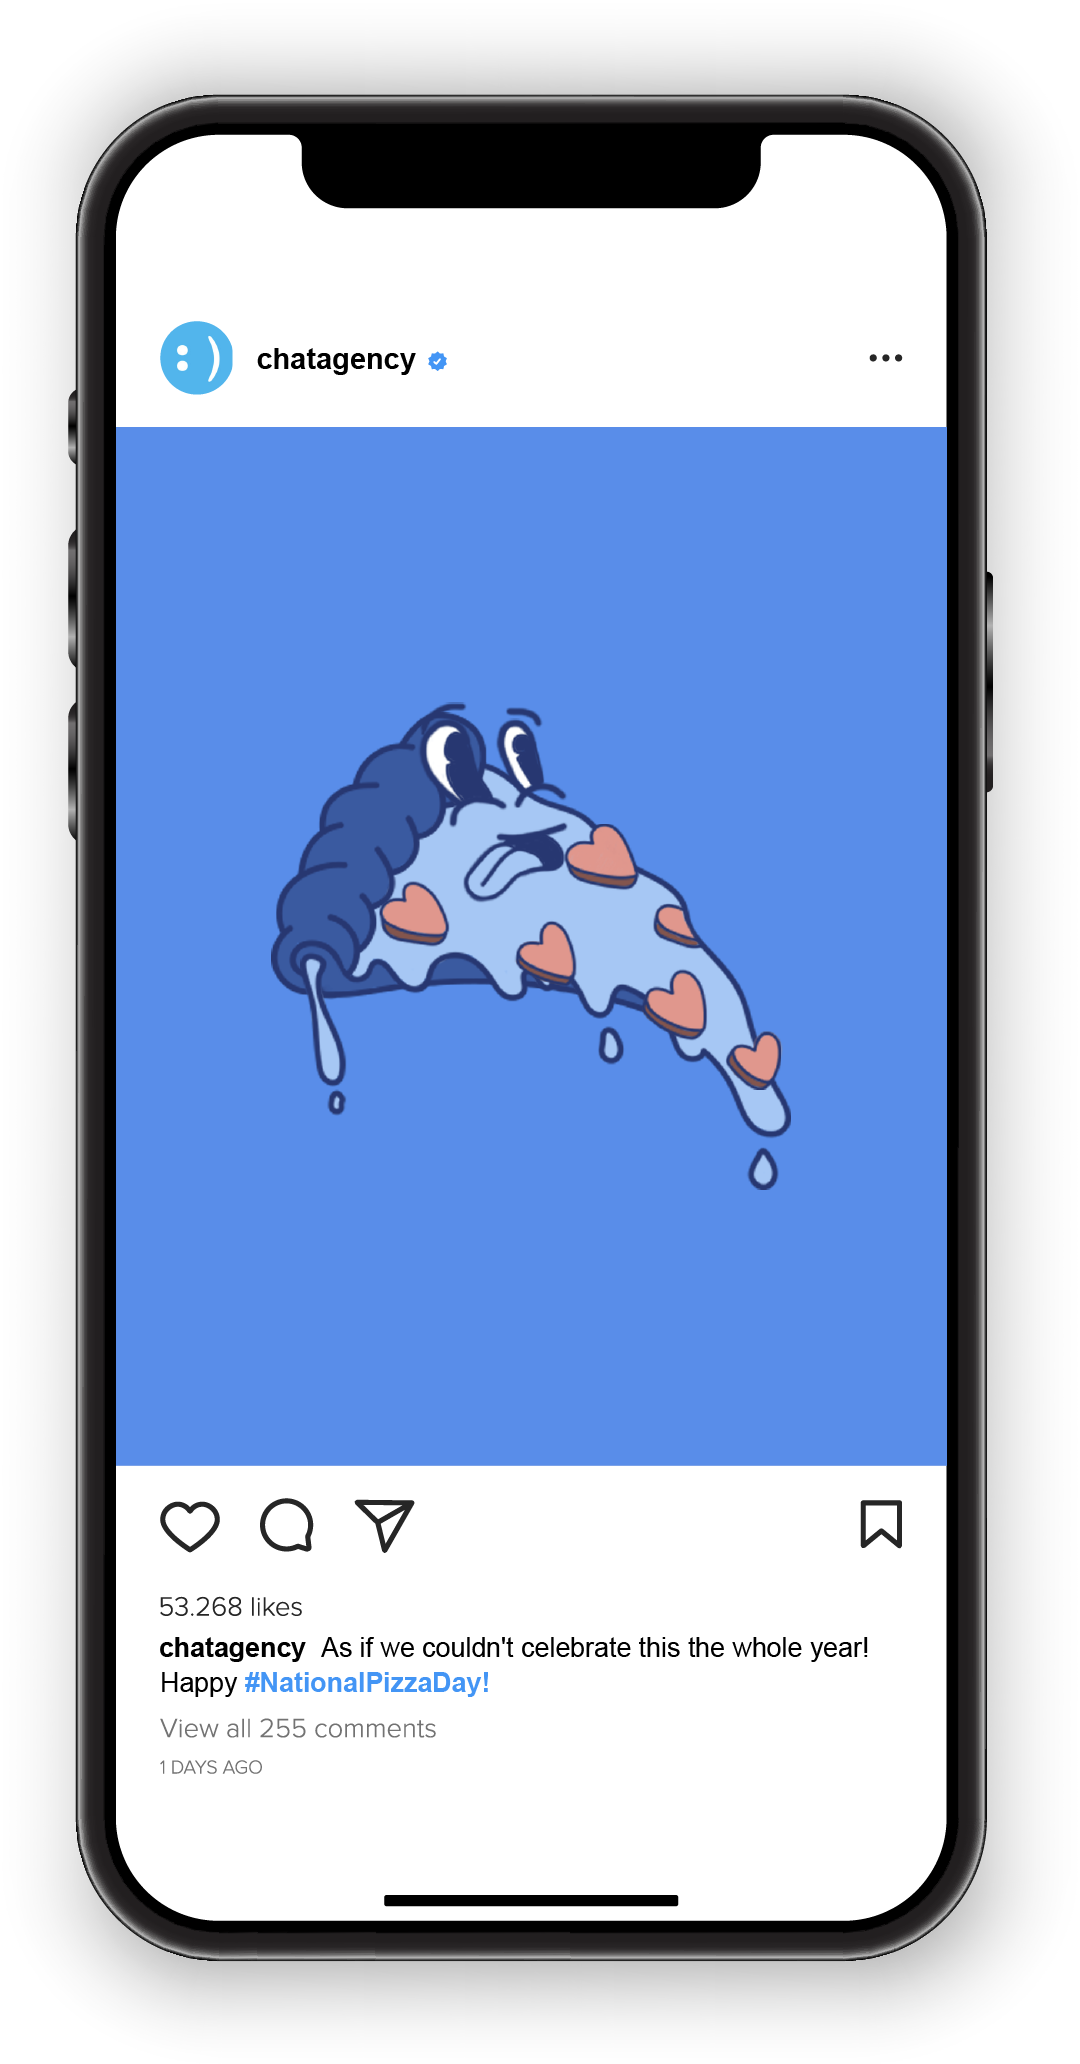 chatagency
53.268 likes
chatagency As if we couldn't celebrate this the whole year!
Happy #NationalPizzaDay!
View all 255 comments
1 DAYS AGO